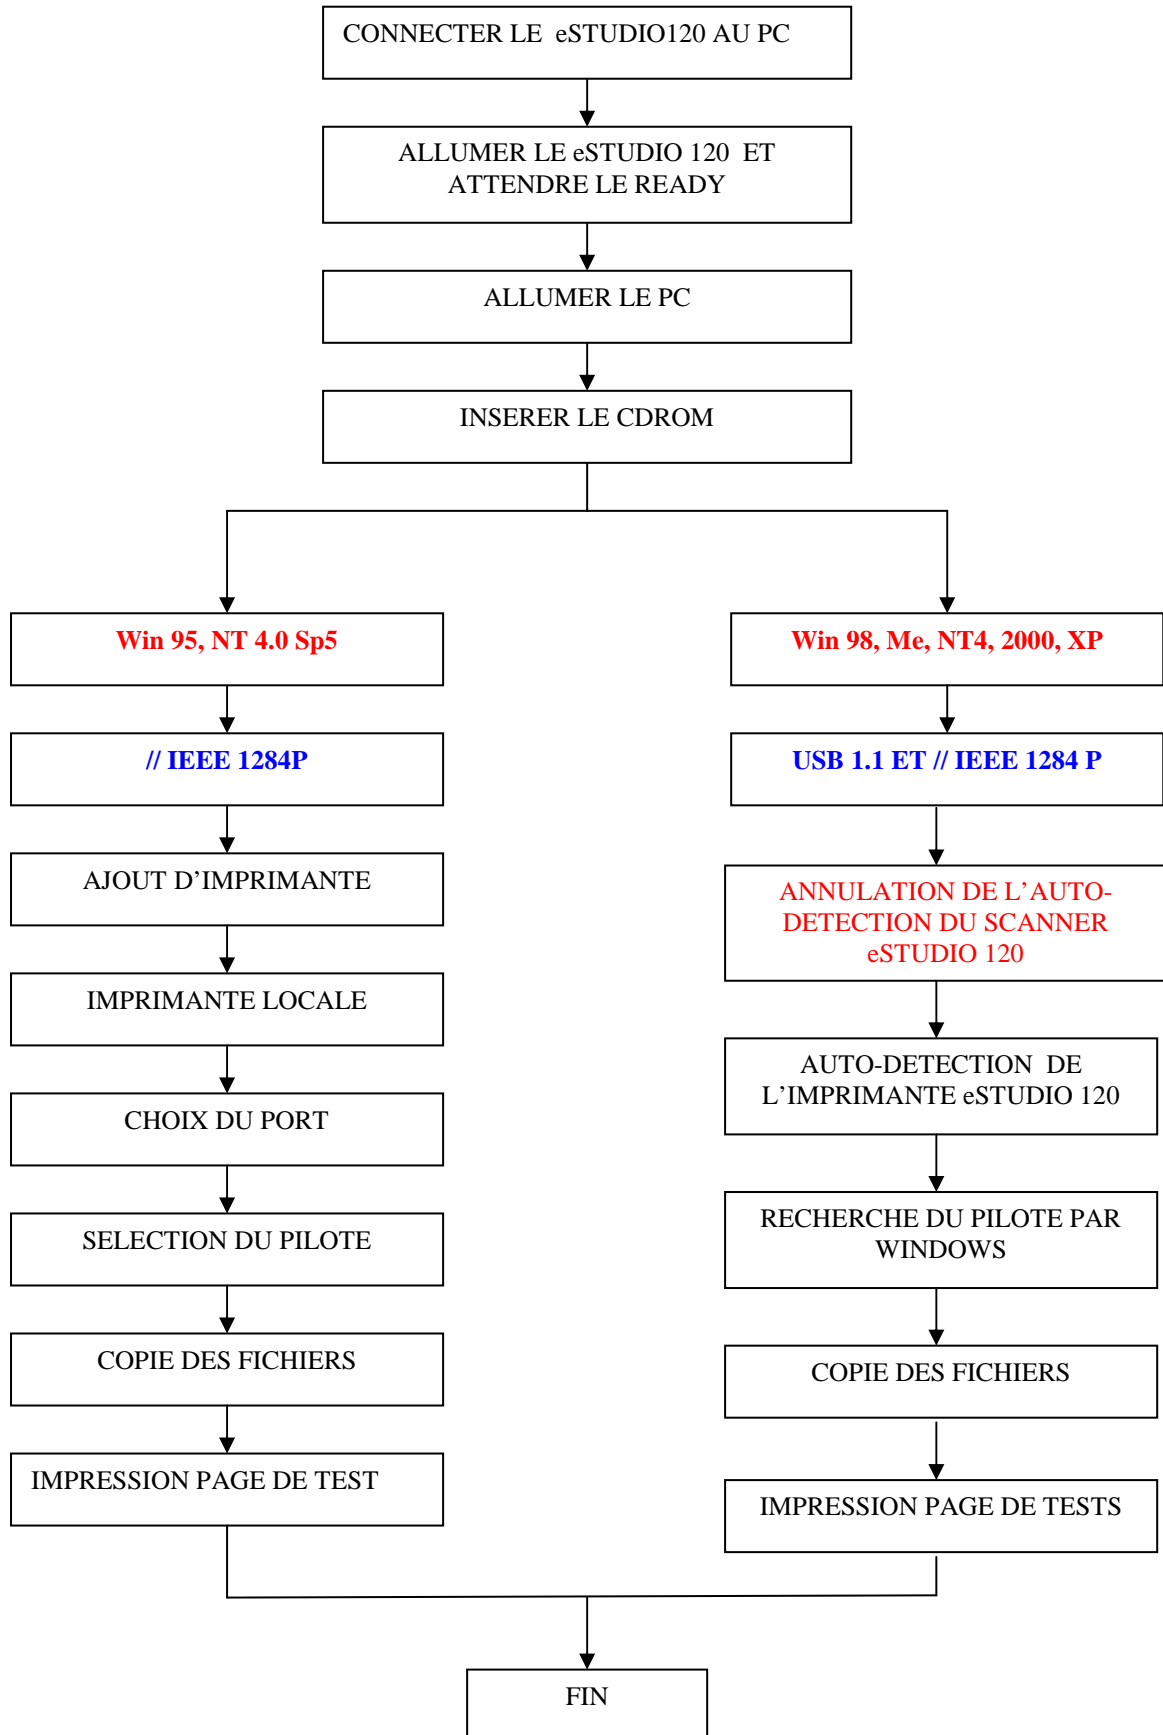 CONNECTER LE eSTUDIO120 AU PC
ALLUMER LE eSTUDIO 120 ET
ATTENDRE LE READY
ALLUMER LE PC
INSERER LE CDROM
Win 95, NT 4.0 Sp5
// IEEE 1284P
AJOUT D’IMPRIMANTE
IMPRIMANTE LOCALE
CHOIX DU PORT
SELECTION DU PILOTE
COPIE DES FICHIERS
IMPRESSION PAGE DE TEST
Win 98, Me, NT4, 2000, XP
USB 1.1 ET // IEEE 1284 P
ANNULATION DE L’AUTO-
DETECTION DU SCANNER
eSTUDIO 120
AUTO-DETECTION DE
L’IMPRIMANTE eSTUDIO 120
RECHERCHE DU PILOTE PAR
WINDOWS
COPIE DES FICHIERS
IMPRESSION PAGE DE TESTS
FIN